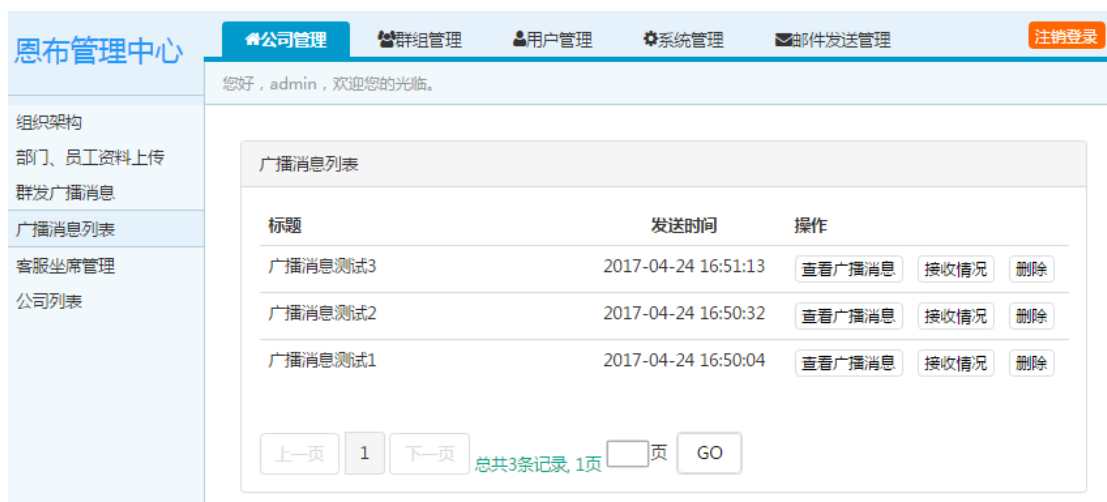 恩布管理中心
公司管理 群组管理 用户管理 系统管理 邮件发送管理 注销登录
您好，admin，欢迎您的光临。
组织架构
部门、员工资料上传
群发广播消息
广播消息列表
客服坐席管理
公司列表
广播消息列表
标题 发送时间 操作
广播消息测试3 2017-04-24 16:51:13 查看广播消息 接收情况 删除
广播消息测试2 2017-04-24 16:50:32 查看广播消息 接收情况 删除
广播消息测试1 2017-04-24 16:50:04 查看广播消息 接收情况 删除
上一页 1 下一页 总共3条记录, 1页 页 GO